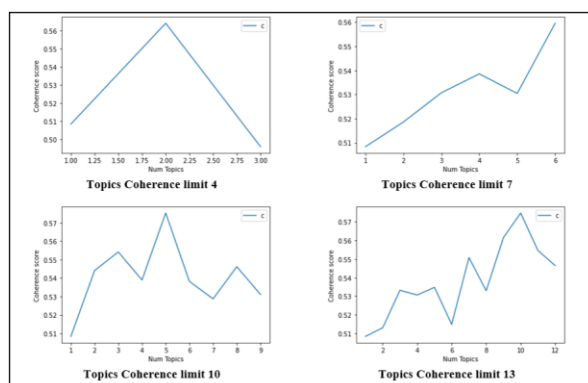 0.56
0.55
0.54
0.53
0.52
0.51
0.50
Coherence score
c
1.00 1.25 1.50 1.75 2.00 2.25 2.50 2.75 3.00
Num Topics
Topics Coherence limit 4
0.56
0.55
0.54
0.53
0.52
0.51
Coherence score
c
1 2 3 4 5 6
Num Topics
Topics Coherence limit 7
0.57
0.56
0.55
0.54
0.53
0.52
0.51
Coherence score
c
1 2 3 4 5 6 7 8 9
Num Topics
Topics Coherence limit 10
0.57
0.56
0.55
0.54
0.53
0.52
0.51
Coherence score
c
2 4 6 8 10 12
Num Topics
Topics Coherence limit 13